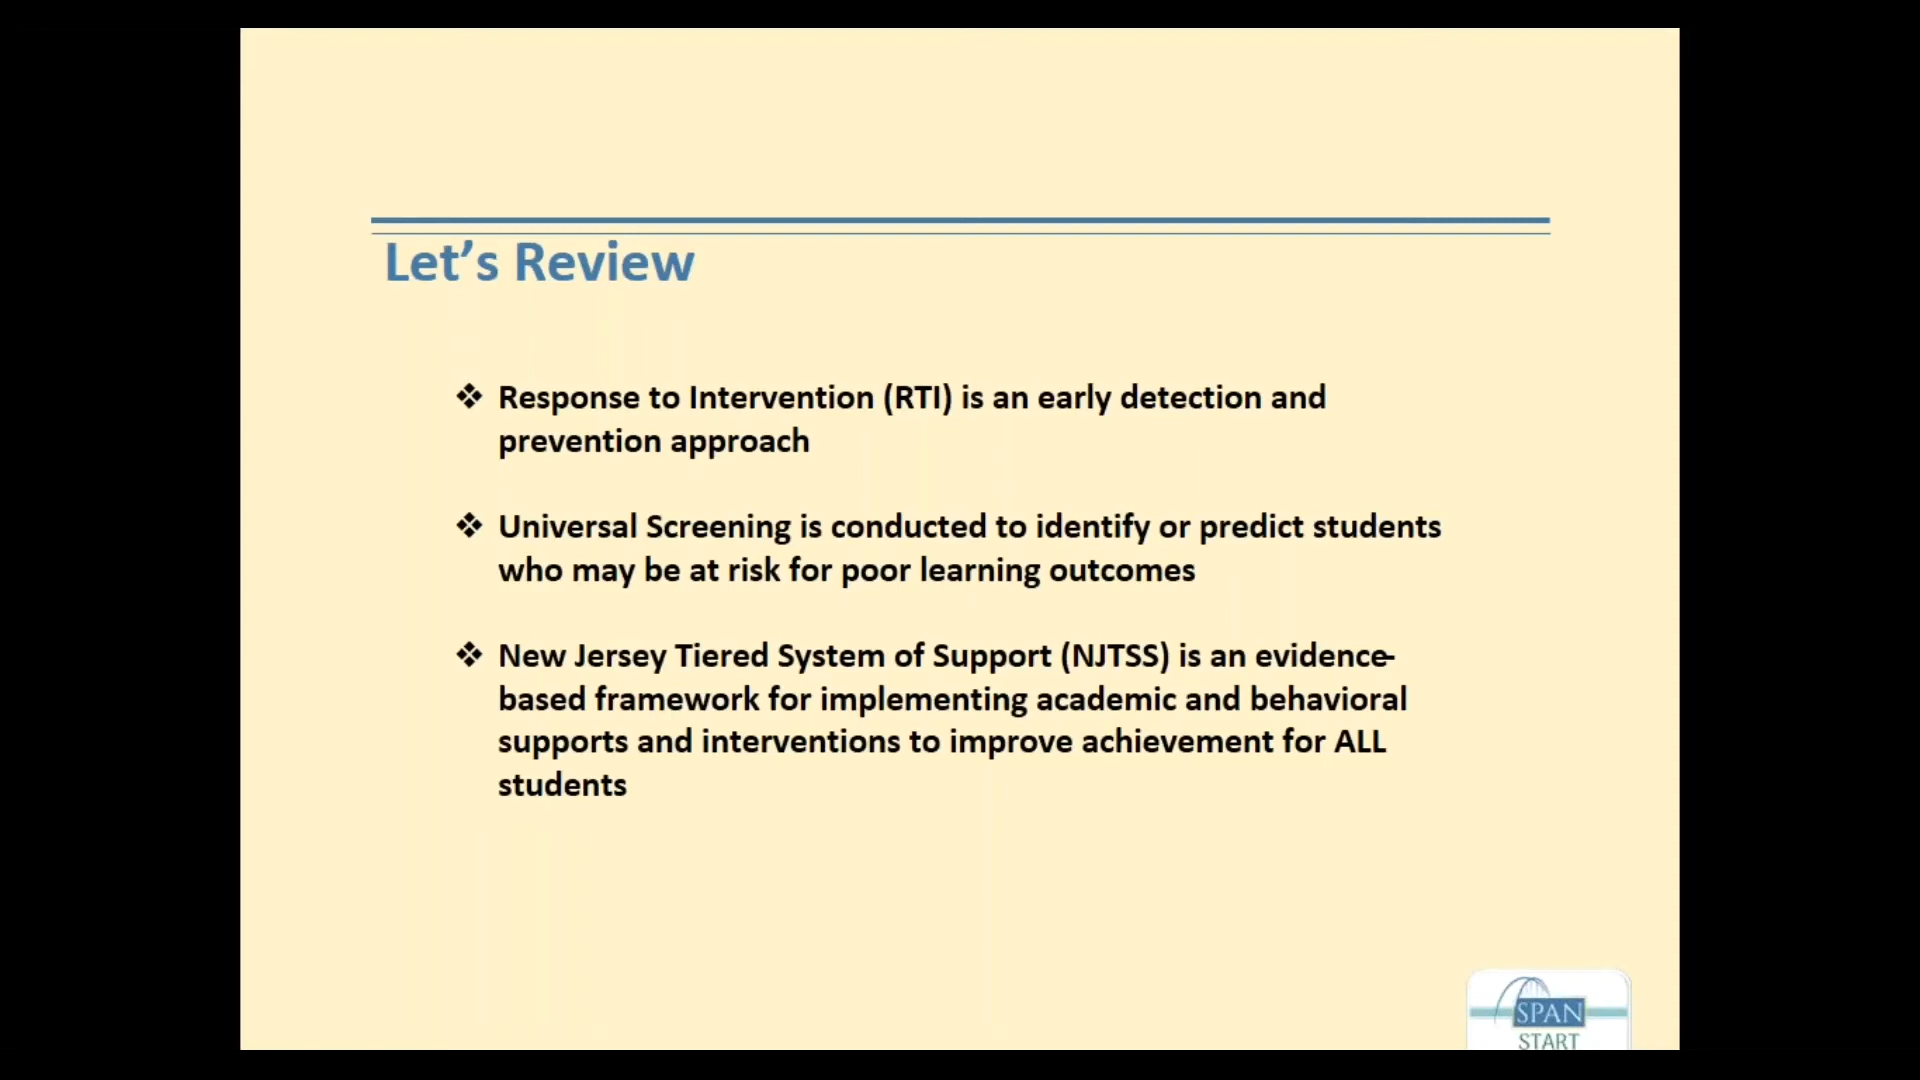 Let’s Review
❖ Response to Intervention (RTI) is an early detection and
prevention approach
❖ Universal Screening is conducted to identify or predict students
who may be at risk for poor learning outcomes
❖ New Jersey Tiered System of Support (NJTSS) is an evidence-
based framework for implementing academic and behavioral
supports and interventions to improve achievement for ALL
students
SPAN
START